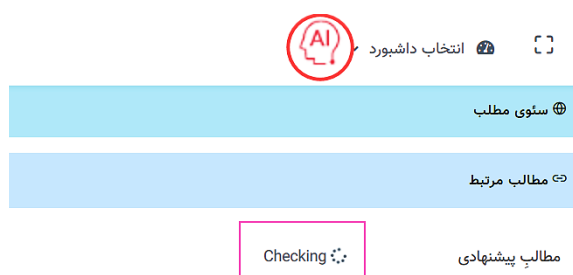 انتخاب داشبورد AI
سئوی مطلب
مطالب مرتبط
مطالبِ پیشنهادی Checking